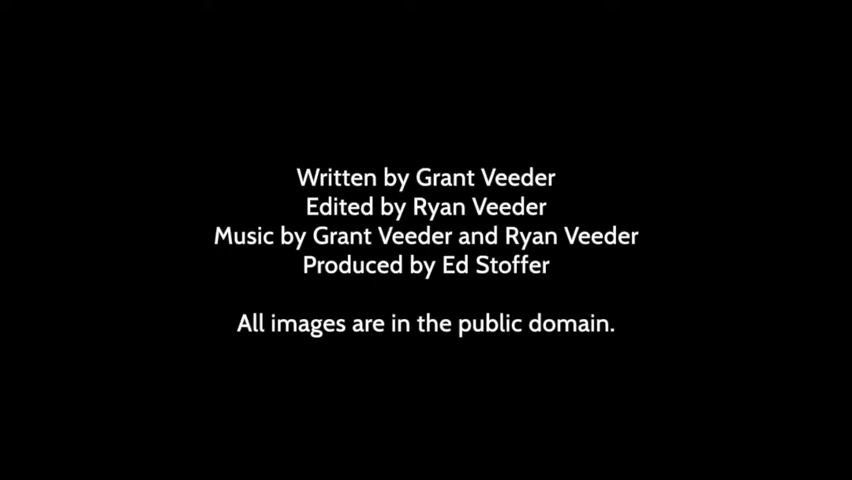 Written by Grant Veeder
Edited by Ryan Veeder
Music by Grant Veeder and Ryan Veeder
Produced by Ed Stoffer
All images are in the public domain.